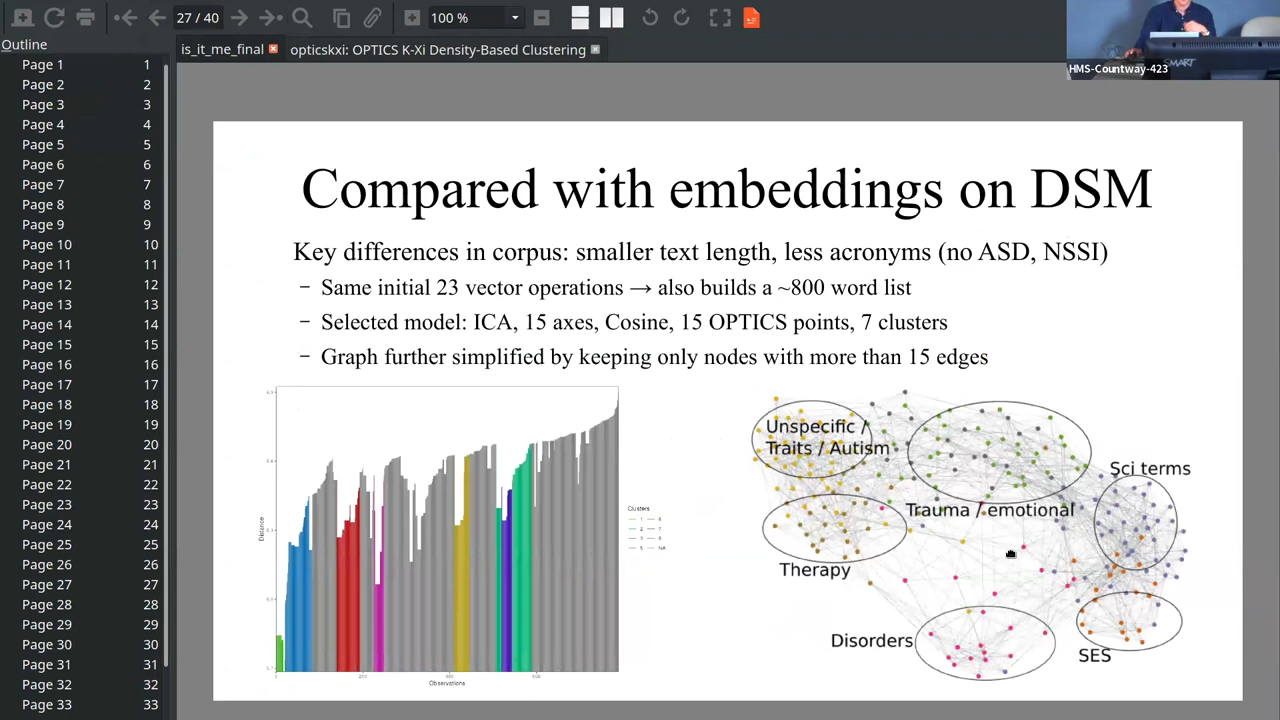 27 / 40
100 %
Outline
is_it_me_final
opticskxi: OPTICS K-Xi Density-Based Clustering
HMS-Countway-423
SMART
Page 1 1
Page 2 2
Page 3 3
Page 4 4
Page 5 5
Page 6 6
Page 7 7
Page 8 8
Page 9 9
Page 10 10
Page 11 11
Page 12 12
Page 13 13
Page 14 14
Page 15 15
Page 16 16
Page 17 17
Page 18 18
Page 19 19
Page 20 20
Page 21 21
Page 22 22
Page 23 23
Page 24 24
Page 25 25
Page 26 26
Page 27 27
Page 28 28
Page 29 29
Page 30 30
Page 31 31
Page 32 32
Page 33 33
Compared with embeddings on DSM
Key differences in corpus: smaller text length, less acronyms (no ASD, NSSI)
– Same initial 23 vector operations → also builds a ~800 word list
– Selected model: ICA, 15 axes, Cosine, 15 OPTICS points, 7 clusters
– Graph further simplified by keeping only nodes with more than 15 edges
Distance
Observations
Clusters
NA
Unspecific /
Traits / Autism
Sci terms
Trauma / emotional
Therapy
Disorders
SES